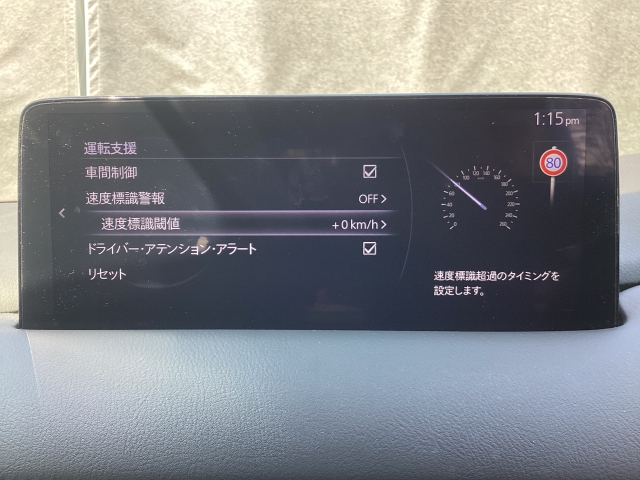 1:15pm
運転支援
車間制御
速度標識警報 OFF
速度標識閾値 +0km/h
ドライバー・アテンション・アラート
リセット
80
速度標識超過のタイミングを
設定します。